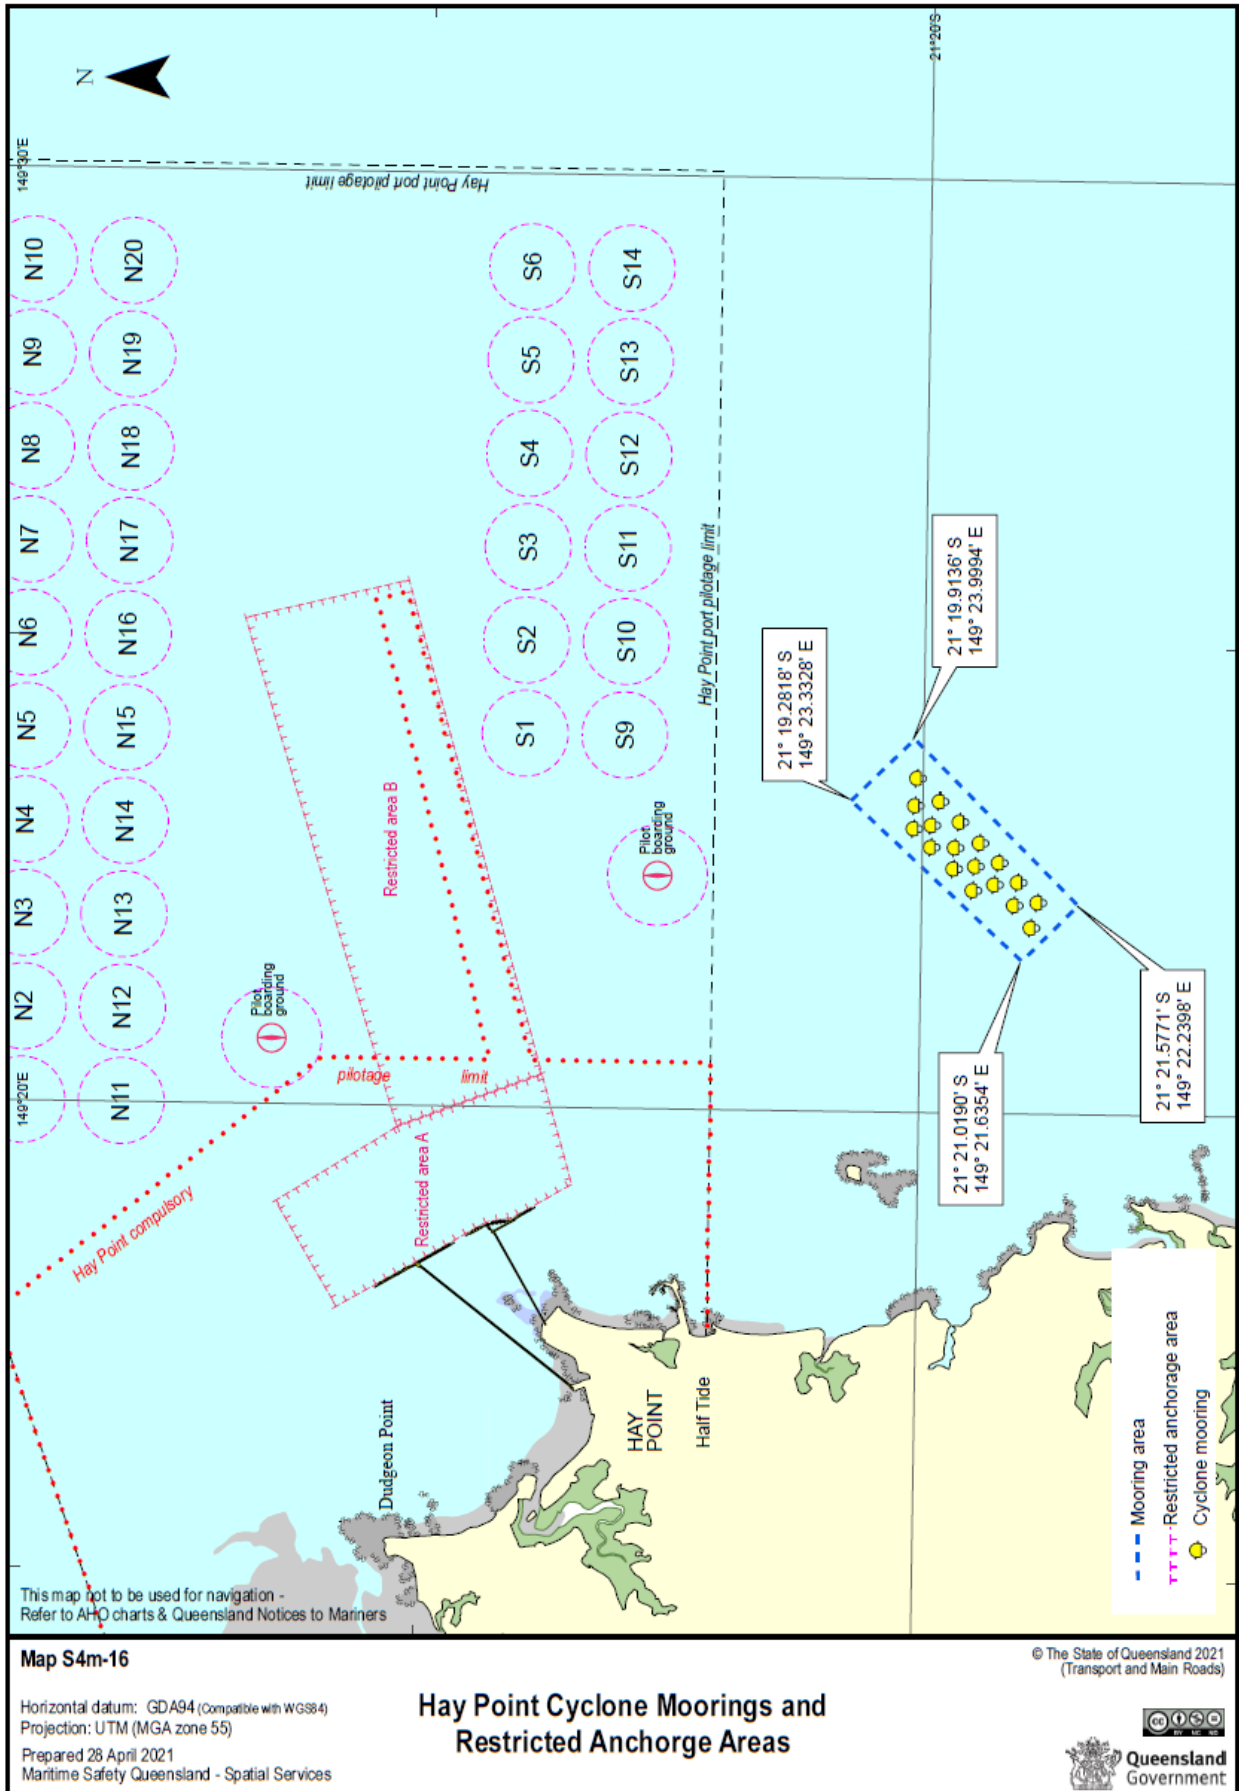 N
149°30'E
21°20'S
Hay Point port pilotage limit
N10
N20
N9
N19
N8
N18
N7
N17
N6
N16
N5
N15
N4
N14
N3
N13
N2
N12
149°20'E
N11
S6
S14
S5
S13
S4
S12
S3
S11
S2
S10
S1
S9
Hay Point port pilotage limit
Restricted area B
Pilot
boarding
ground
Pilot
boarding
ground
pilotage
limit
Hay Point compulsory
Restricted area A
21° 19.2818' S
149° 23.3328' E
21° 19.9136' S
149° 23.9994' E
21° 21.0190' S
149° 21.6354' E
21° 21.5771' S
149° 22.2398' E
Dudgeon Point
HAY
POINT
Half Tide
Mooring area
Restricted anchorage area
Cyclone mooring
This map not to be used for navigation -
Refer to AHO charts & Queensland Notices to Mariners
Map S4m-16
Horizontal datum: GDA94 (Compatible with WGS84)
Projection: UTM (MGA zone 55)
Prepared 28 April 2021
Maritime Safety Queensland - Spatial Services
Hay Point Cyclone Moorings and
Restricted Anchorge Areas
© The State of Queensland 2021
(Transport and Main Roads)
cc
BY NC ND
Queensland
Government